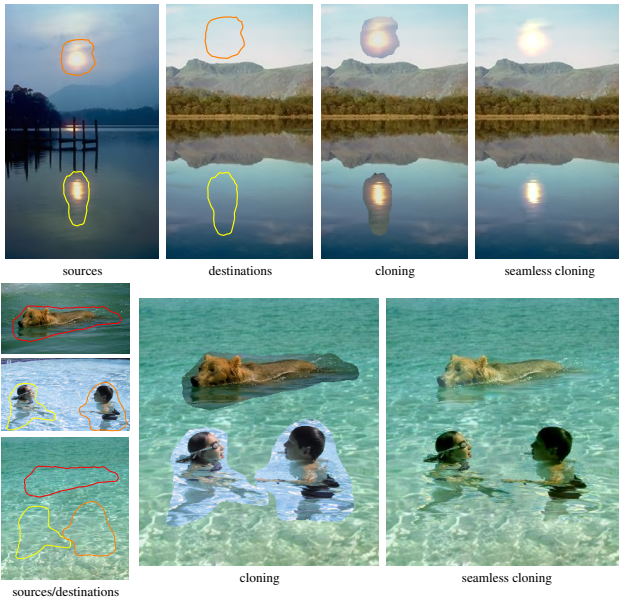 sources
destinations
cloning
seamless cloning
cloning
seamless cloning
sources/destinations